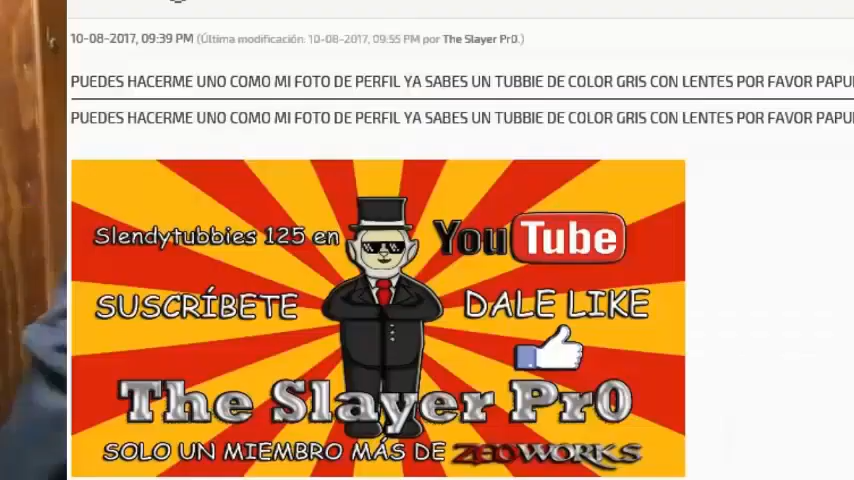 10-08-2017, 09:39 PM (Última modificación: 10-08-2017, 09:55 PM por The Slayer Pr0.)
PUEDES HACERME UNO COMO MI FOTO DE PERFIL YA SABES UN TUBBIE DE COLOR GRIS CON LENTES POR FAVOR PAPU
PUEDES HACERME UNO COMO MI FOTO DE PERFIL YA SABES UN TUBBIE DE COLOR GRIS CON LENTES POR FAVOR PAPU
Slendytubbies 125 en YouTube
SUSCRÍBETE DALE LIKE
The Slayer Pr0
SOLO UN MIEMBRO MÁS DE ZEOWORKS